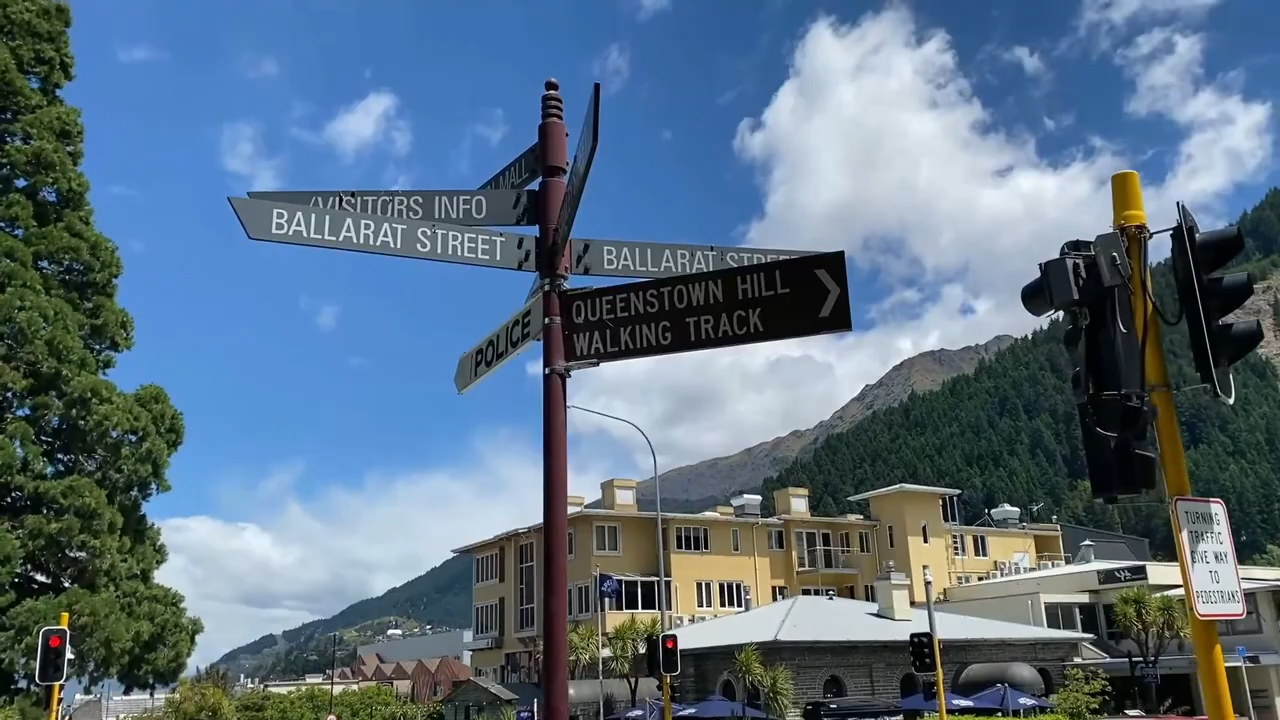 MALL
VISITORS INFO
BALLARAT STREET
BALLARAT STREET
QUEENSTOWN HILL
WALKING TRACK
POLICE
TURNING
TRAFFIC
GIVE WAY
TO
PEDESTRIANS